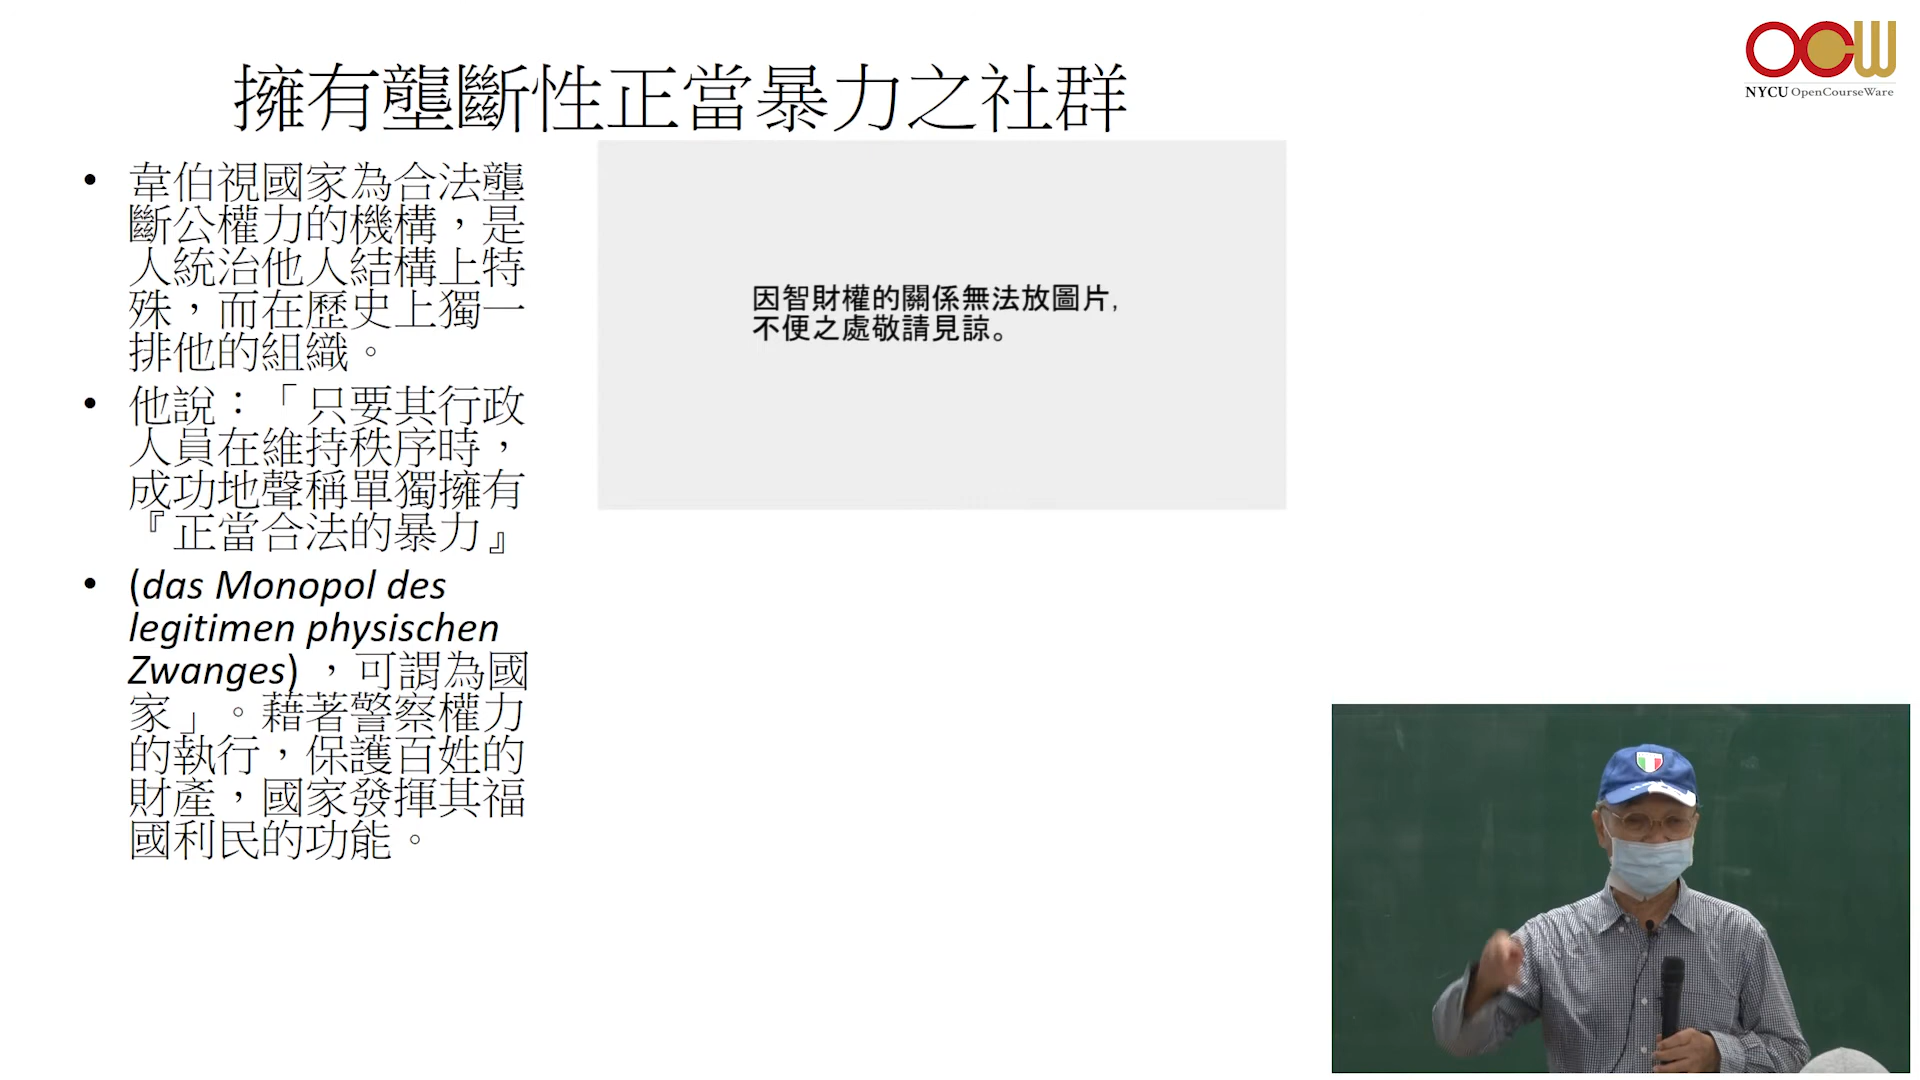 OCW
NYCU OpenCourseWare
擁有壟斷性正當暴力之社群
• 韋伯視國家為合法壟
斷公權力的機構，是
人統治他人結構上特
殊，而在歷史上獨一
排他的組織。
• 他說：「只要其行政
人員在維持秩序時，
成功地聲稱單獨擁有
『正當合法的暴力』
• (das Monopol des
legitimen physischen
Zwanges)，可謂為國
家」。藉著警察權力
的執行，保護百姓的
財產，國家發揮其福
國利民的功能。
因智財權的關係無法放圖片,
不便之處敬請見諒。